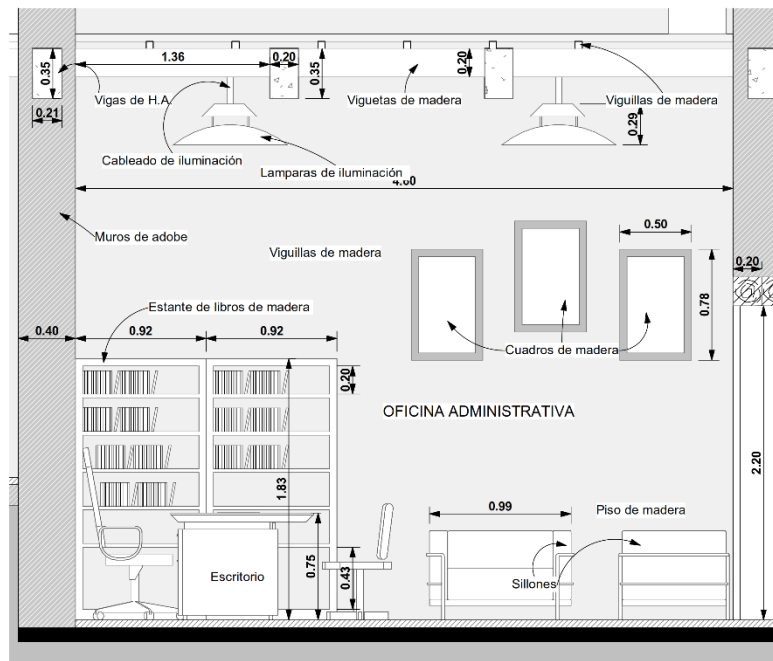 1.36
0.20
0.35
0.35
0.20
Vigas de H.A.
Viguetas de madera
Viguillas de madera
0.21
0.29
Cableado de iluminación
Lamparas de iluminación
4.60
Muros de adobe
0.50
Viguillas de madera
0.20
0.78
Estante de libros de madera
0.40
0.92
0.92
Cuadros de madera
0.20
OFICINA ADMINISTRATIVA
2.20
1.83
0.99
Piso de madera
0.75
0.43
Escritorio
Sillones